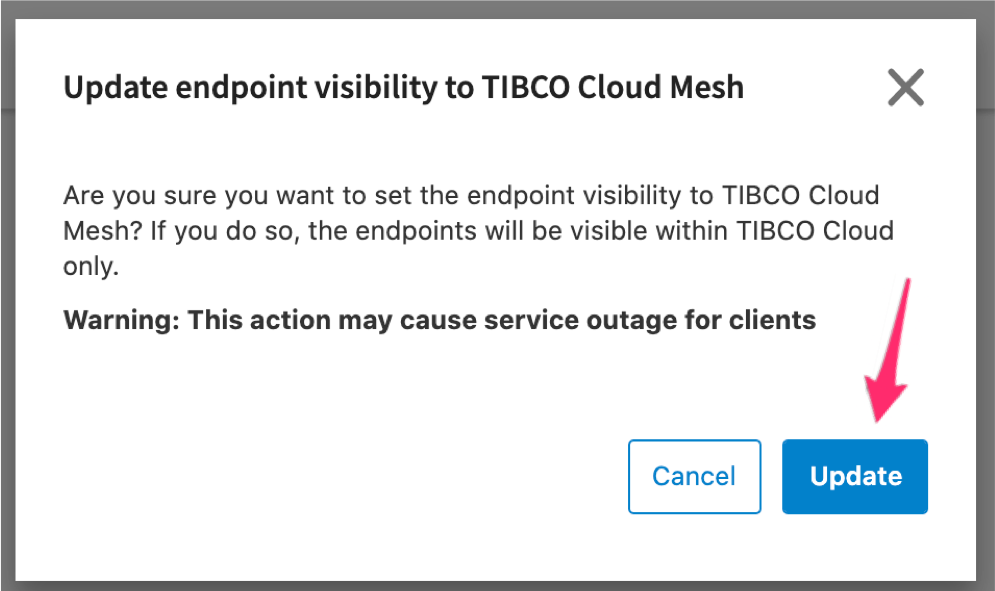 Update endpoint visibility to TIBCO Cloud Mesh
Are you sure you want to set the endpoint visibility to TIBCO Cloud
Mesh? If you do so, the endpoints will be visible within TIBCO Cloud
only.
Warning: This action may cause service outage for clients
Cancel
Update